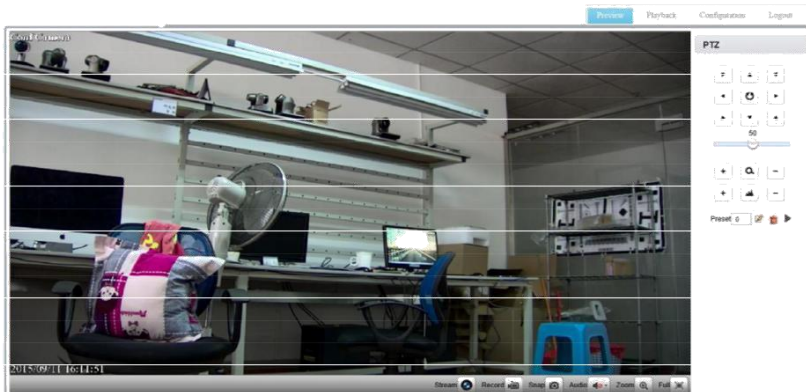 Preview Playback Configuration Logout
PTZ
50
Preset 0
2015/09/11 16:11:51
Stream Record Snap Audio Zoom Full